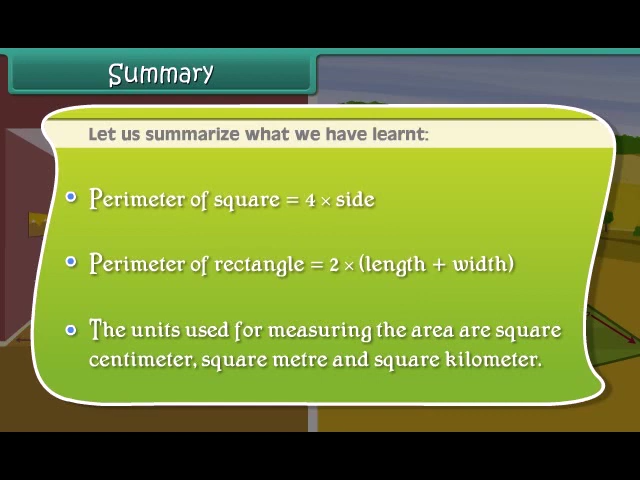 Summary
Let us summarize what we have learnt:
Perimeter of square = 4 × side
Perimeter of rectangle = 2 × (length + width)
The units used for measuring the area are square
centimeter, square metre and square kilometer.